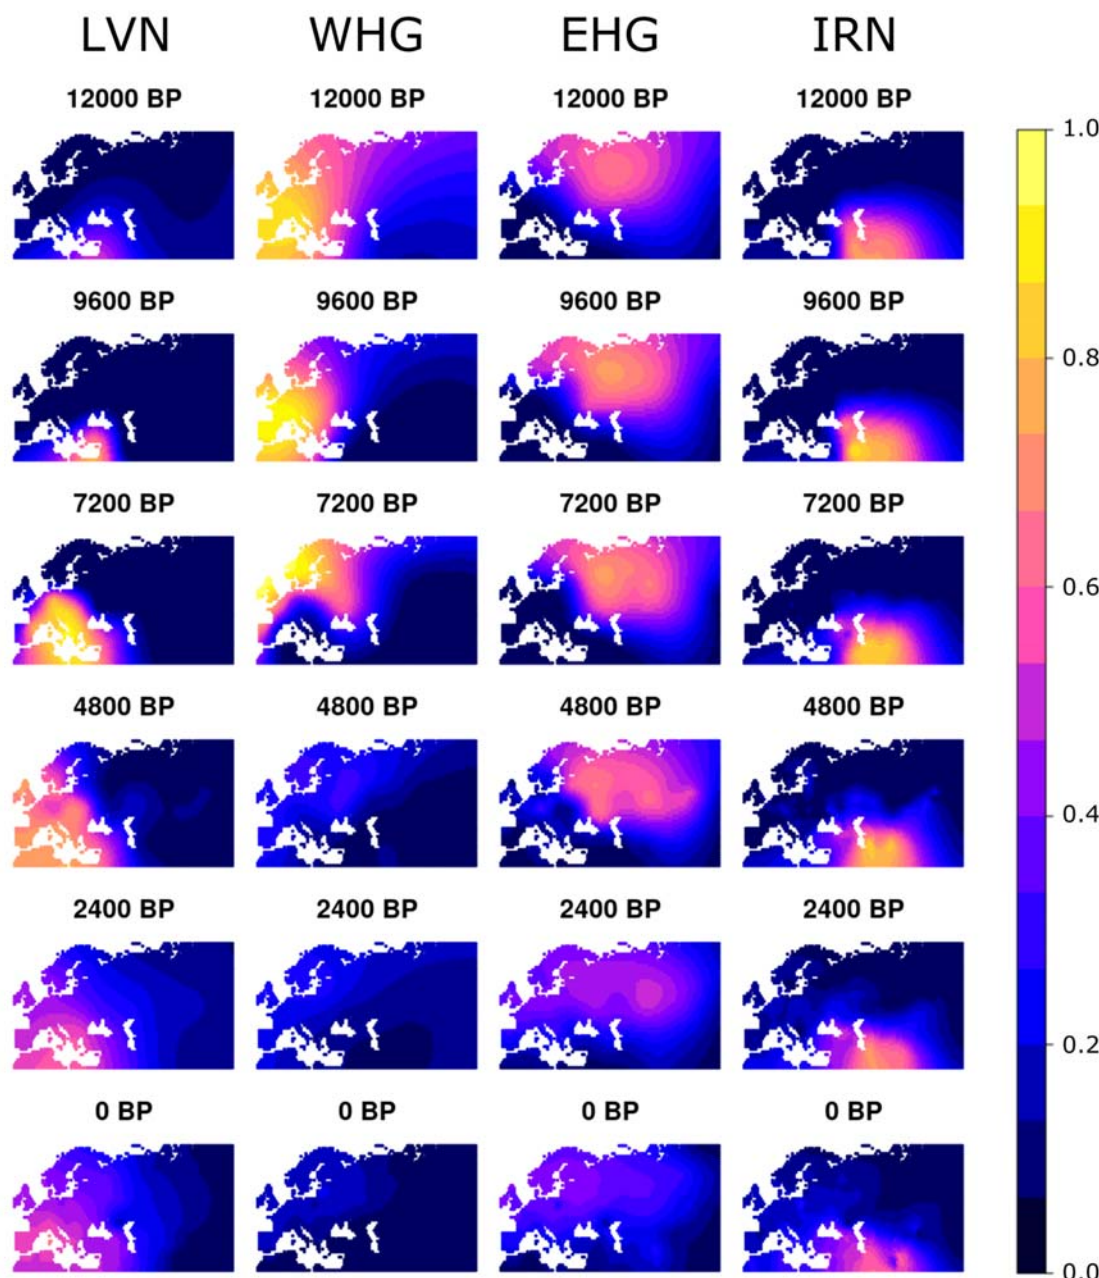 LVN WHG EHG IRN
12000 BP 12000 BP 12000 BP 12000 BP
1.0
9600 BP 9600 BP 9600 BP 9600 BP
0.8
7200 BP 7200 BP 7200 BP 7200 BP
0.6
4800 BP 4800 BP 4800 BP 4800 BP
0.4
2400 BP 2400 BP 2400 BP 2400 BP
0.2
0 BP 0 BP 0 BP 0 BP
0.0